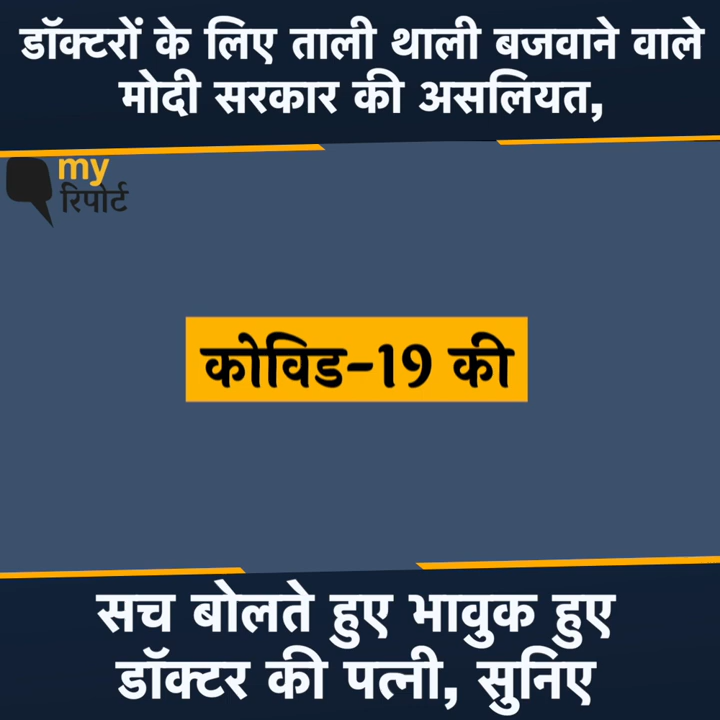 डॉक्टरों के लिए ताली थाली बजवाने वाले
मोदी सरकार की असलियत,
my
रिपोर्ट
कोविड-19 की
सच बोलते हुए भावुक हुए
डॉक्टर की पत्नी, सुनिए